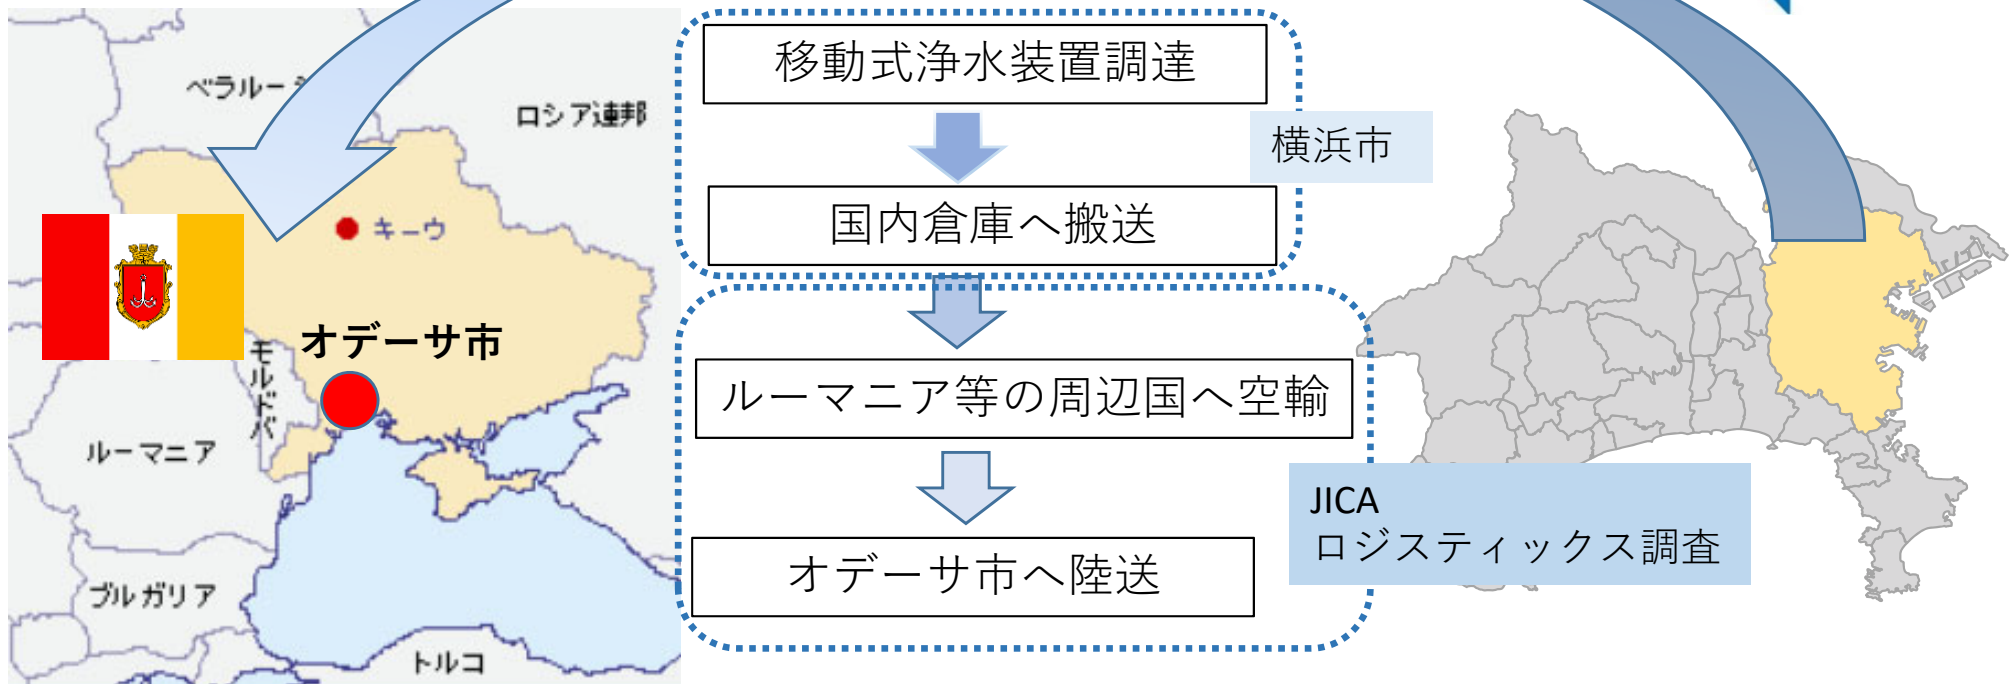 ベラルーシ
ロシア連邦
キーウ
オデーサ市
モルドバ
ルーマニア
ブルガリア
トルコ
移動式浄水装置調達
国内倉庫へ搬送
横浜市
ルーマニア等の周辺国へ空輸
オデーサ市へ陸送
JICA
ロジスティックス調査